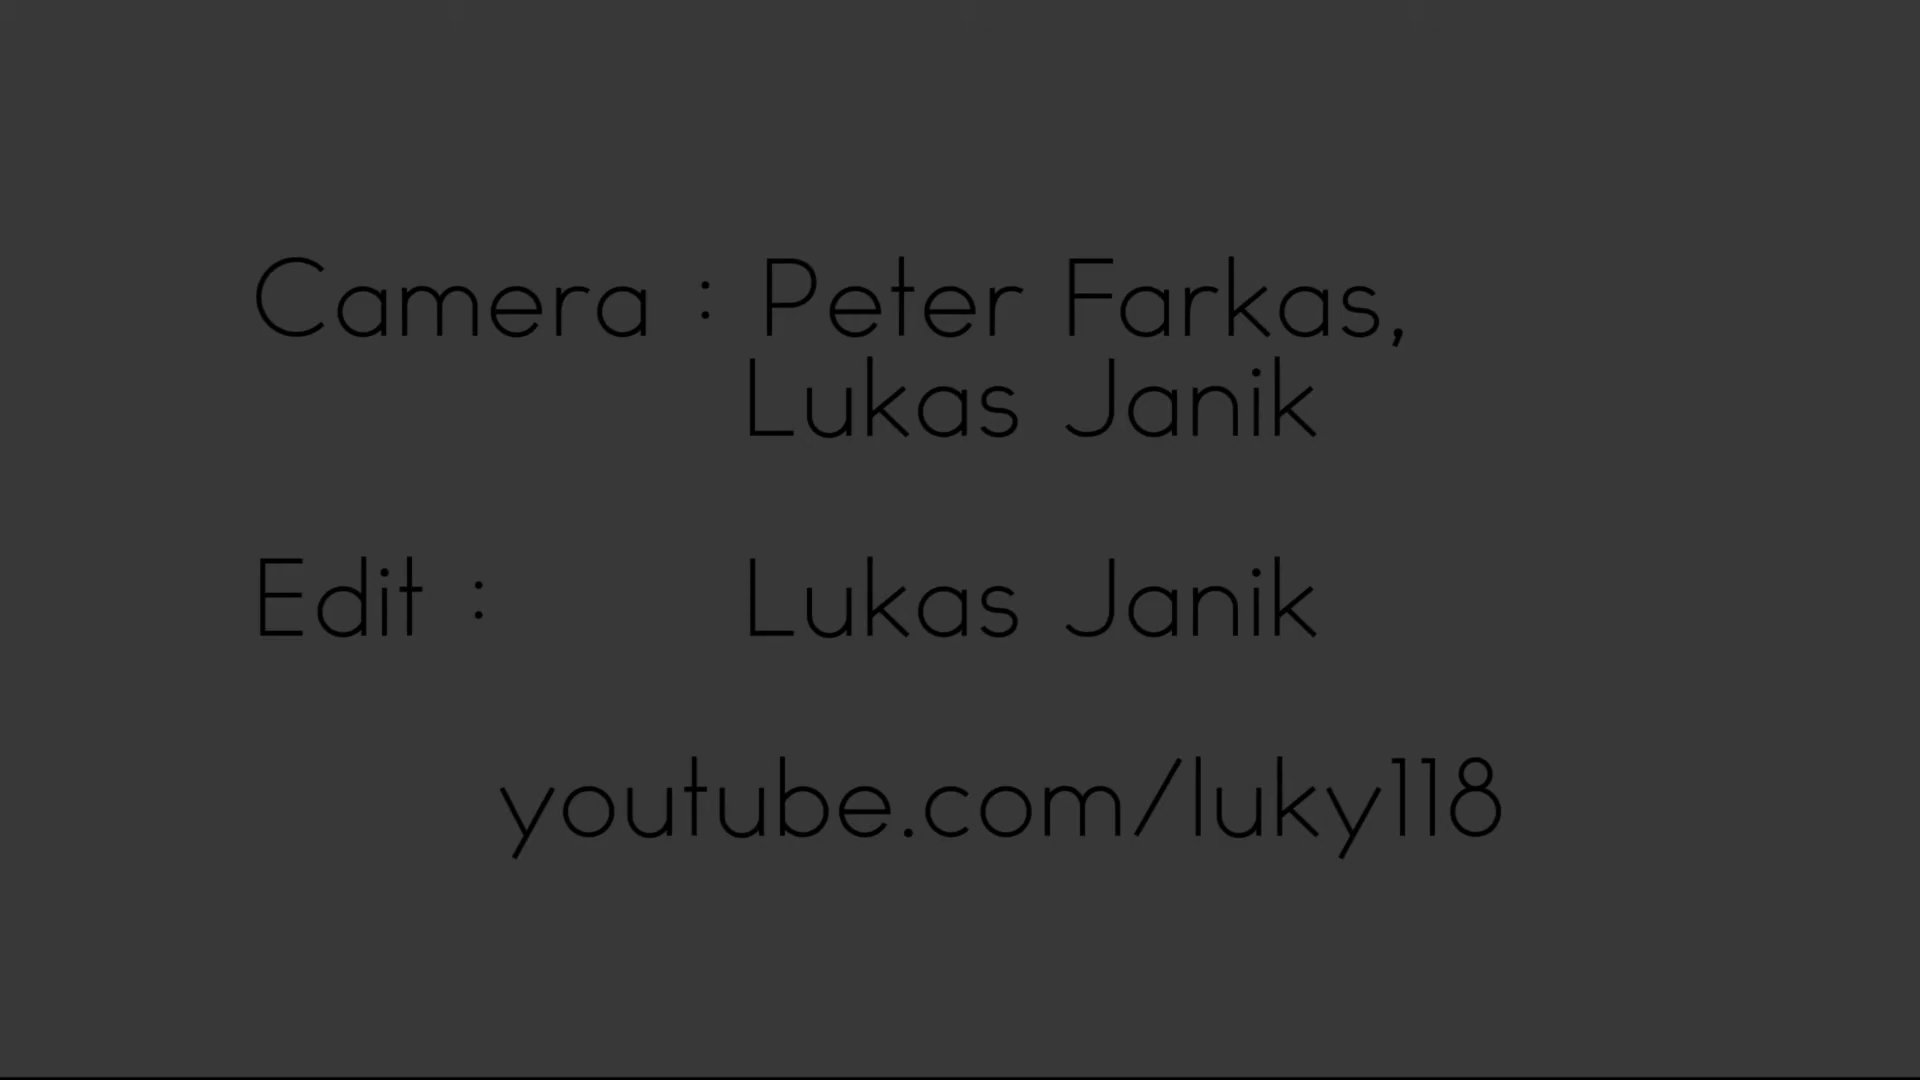 Camera : Peter Farkas,
Lukas Janik
Edit : Lukas Janik
youtube.com/luky118